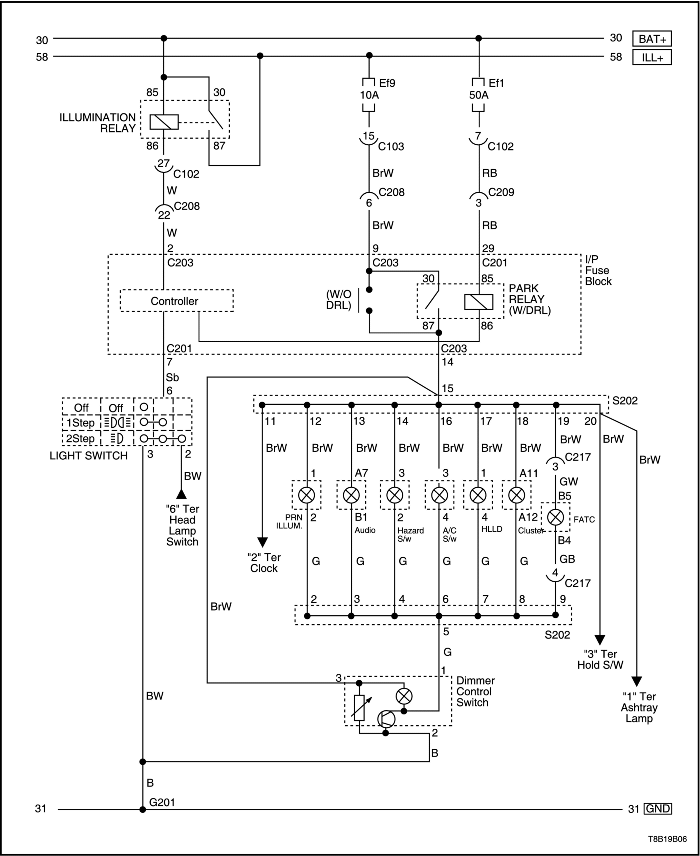 30
30 BAT+
58
58 ILL+
85
30
Ef9
10A
Ef1
50A
ILLUMINATION
RELAY
86
87
15
C103
7
C102
27
C102
W
BrW
RB
C208
22
C208
6
C209
3
W
BrW
RB
2
C203
9
C203
29
C201
I/P
Fuse
Block
Controller
(W/O
DRL)
30
85
PARK
RELAY
(W/DRL)
87
86
C201
7
C203
14
Sb
6
15
Off
Off
1Step
2Step
LIGHT SWITCH
3
2
S202
11
12
13
14
16
17
18
19
20
BrW
BrW
BrW
BrW
BrW
BrW
BrW
BrW
BrW
BrW
C217
3
GW
BW
"6" Ter
Head
Lamp
Switch
1
A7
3
3
1
A11
B5
2
B1
2
4
4
A12
B4
PRN
ILLUM.
Audio
Hazard
S/w
A/C
S/w
HLLD
Cluster
FATC
"2" Ter
Clock
G
G
G
G
G
G
GB
4
C217
2
3
4
6
7
8
9
BrW
5
S202
G
"3" Ter
Hold S/W
"1" Ter
Ashtray
Lamp
3
1
Dimmer
Control
Switch
BW
2
B
B
G201
31
31 GND
T8B19B06